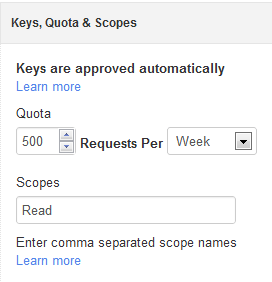 Keys, Quota & Scopes
Keys are approved automatically
Learn more
Quota
500 Requests Per Week
Scopes
Read
Enter comma separated scope names
Learn more